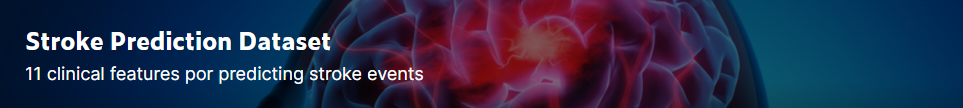 Stroke Prediction Dataset
11 clinical features por predicting stroke events